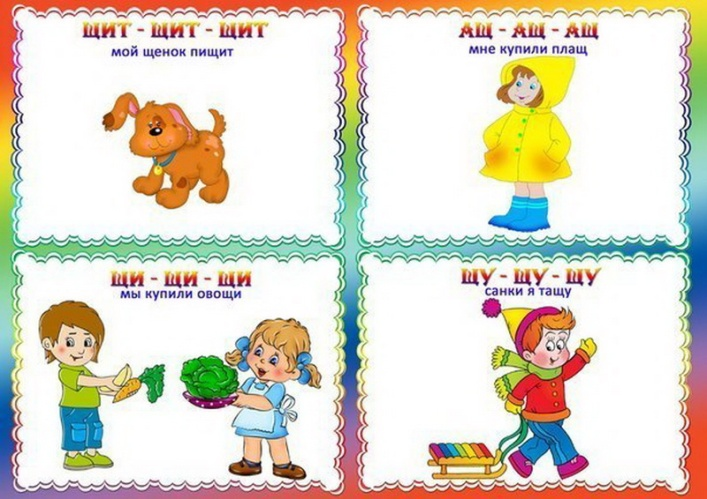 ЩИТ - ЩИТ - ЩИТ
мой щенок пищит
АЩ - АЩ - АЩ
мне купили плащ
ЩИ - ЩИ - ЩИ
мы купили овощи
ЩУ - ЩУ - ЩУ
санки я тащу